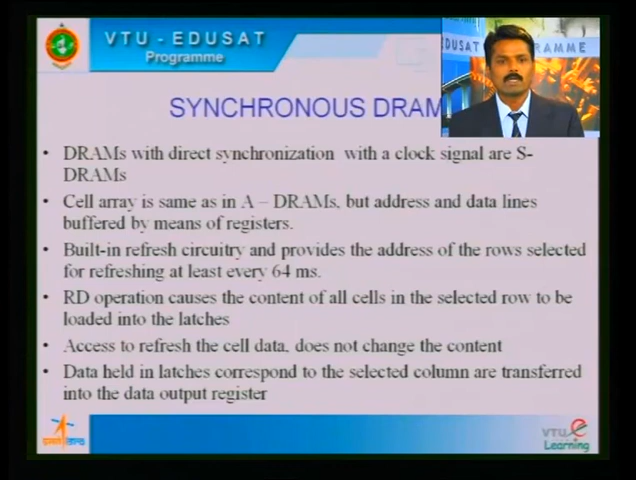 VTU - EDUSAT
Programme
EDUSAT
RAMME
SYNCHRONOUS DRAM
• DRAMs with direct synchronization with a clock signal are S-
DRAMs
• Cell array is same as in A – DRAMs, but address and data lines
buffered by means of registers.
• Built-in refresh circuitry and provides the address of the rows selected
for refreshing at least every 64 ms.
• RD operation causes the content of all cells in the selected row to be
loaded into the latches
• Access to refresh the cell data, does not change the content
• Data held in latches correspond to the selected column are transferred
into the data output register
VTU e
Learning